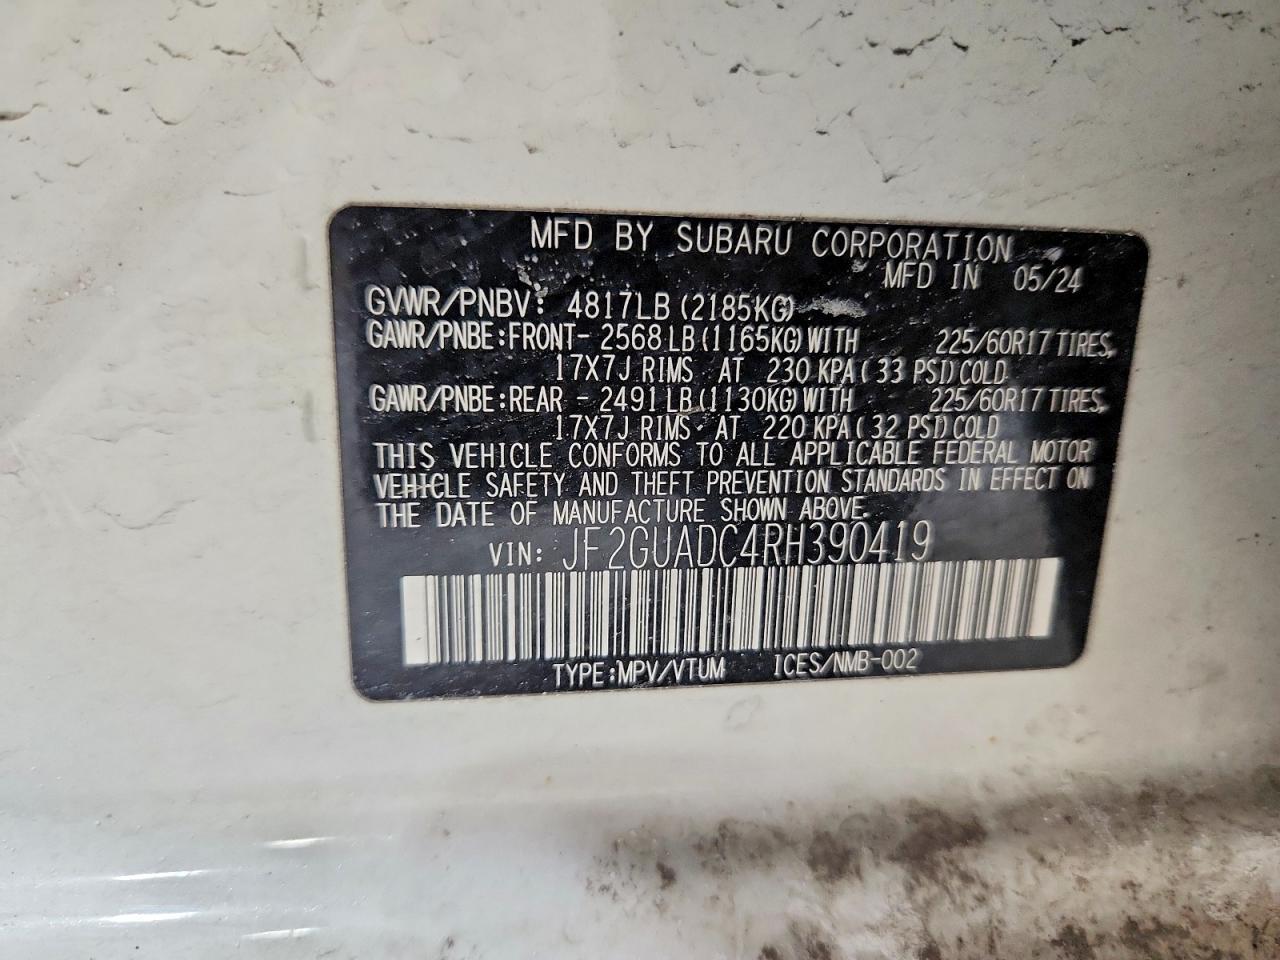 MFD BY SUBARU CORPORATION
MFD IN 05/24
GVWR/PNBV: 4817LB (2185KG)
GAWR/PNBE:FRONT- 2568 LB (1165KG) WITH 225/60R17 TIRES,
17X7J RIMS AT 230 KPA ( 33 PSI) COLD.
GAWR/PNBE:REAR - 2491 LB (1130KG) WITH 225/60R17 TIRES,
17X7J RIMS AT 220 KPA ( 32 PSI) COLD
THIS VEHICLE CONFORMS TO ALL APPLICABLE FEDERAL MOTOR
VEHICLE SAFETY AND THEFT PREVENTION STANDARDS IN EFFECT ON
THE DATE OF MANUFACTURE SHOWN ABOVE.
VIN: JF2GUADC4RH390419
TYPE:MPV/VTUM ICES/NMB-002